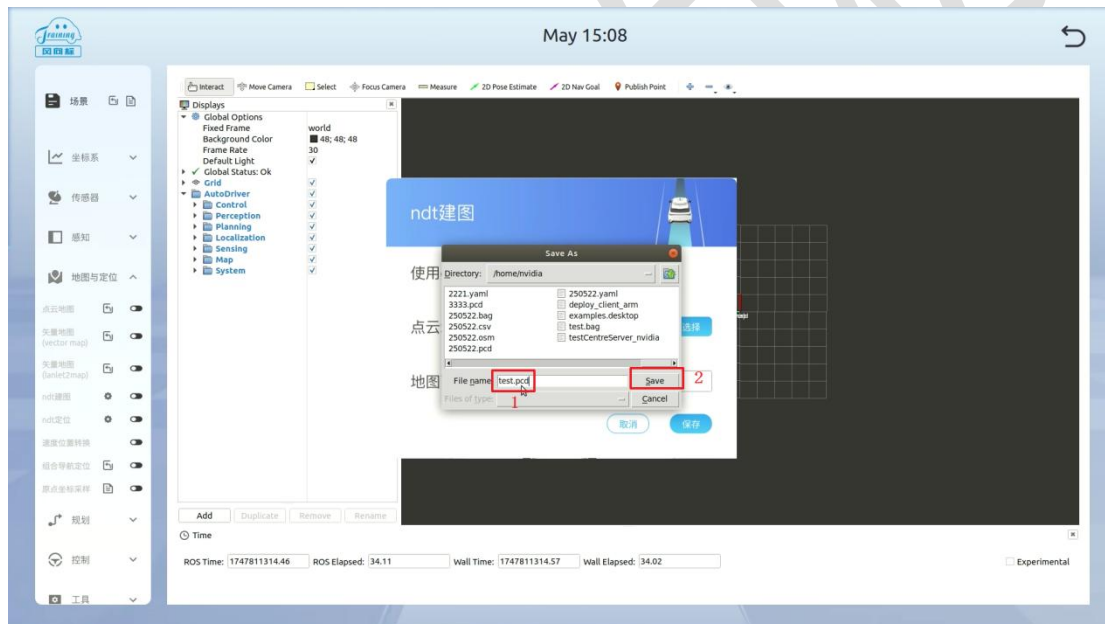 Training
风向标
May 15:08
场景
坐标系
传感器
感知
地图与定位
点云地图
矢量地图
(vector map)
矢量地图
(lanlet2map)
ndt建图
ndt定位
速度位置转换
组合导航定位
原点坐标采样
规划
控制
工具
Interact Move Camera Select Focus Camera Measure 2D Pose Estimate 2D Nav Goal Publish Point
Displays
Global Options
Fixed Frame world
Background Color 48; 48; 48
Frame Rate 30
Default Light
Global Status: Ok
Grid
AutoDriver
Control
Perception
Planning
Localization
Sensing
Map
System
ndt建图
使用
点云
选择
地图
取消 保存
Save As
Directory: /home/nvidia
2221.yaml 250522.yaml
3333.pcd deploy_client_arm
250522.bag examples.desktop
250522.csv test.bag
250522.osm testCentreServer_nvidia
250522.pcd
File name: test.pcd Save 2
1
Files of type: Cancel
Add Duplicate Remove Rename
Time
ROS Time: 1747811314.46 ROS Elapsed: 34.11 Wall Time: 1747811314.57 Wall Elapsed: 34.02 Experimental